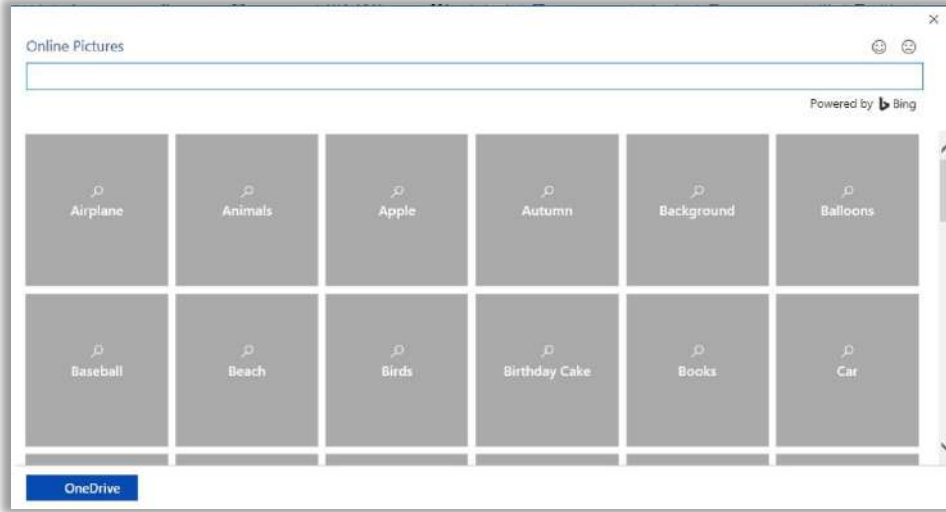 Online Pictures
Powered by Bing
Airplane Animals Apple Autumn Background Balloons
Baseball Beach Birds Birthday Cake Books Car
OneDrive